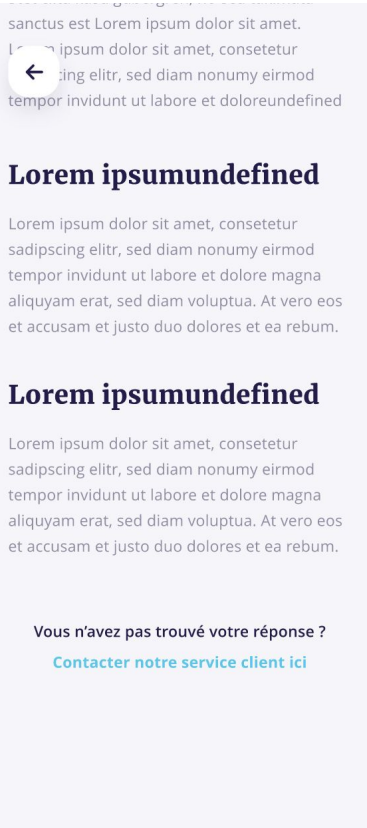 sanctus est Lorem ipsum dolor sit amet.
ipsum dolor sit amet, consetetur
elitr, sed diam nonumy eirmod
tempor invidunt ut labore et doloreundefined
Lorem ipsumundefined
Lorem ipsum dolor sit amet, consetetur
sadipscing elitr, sed diam nonumy eirmod
tempor invidunt ut labore et dolore magna
aliquyam erat, sed diam voluptua. At vero eos
et accusam et justo duo dolores et ea rebum.
Lorem ipsumundefined
Lorem ipsum dolor sit amet, consetetur
sadipscing elitr, sed diam nonumy eirmod
tempor invidunt ut labore et dolore magna
aliquyam erat, sed diam voluptua. At vero eos
et accusam et justo duo dolores et ea rebum.
Vous n’avez pas trouvé votre réponse ?
Contacter notre service client ici